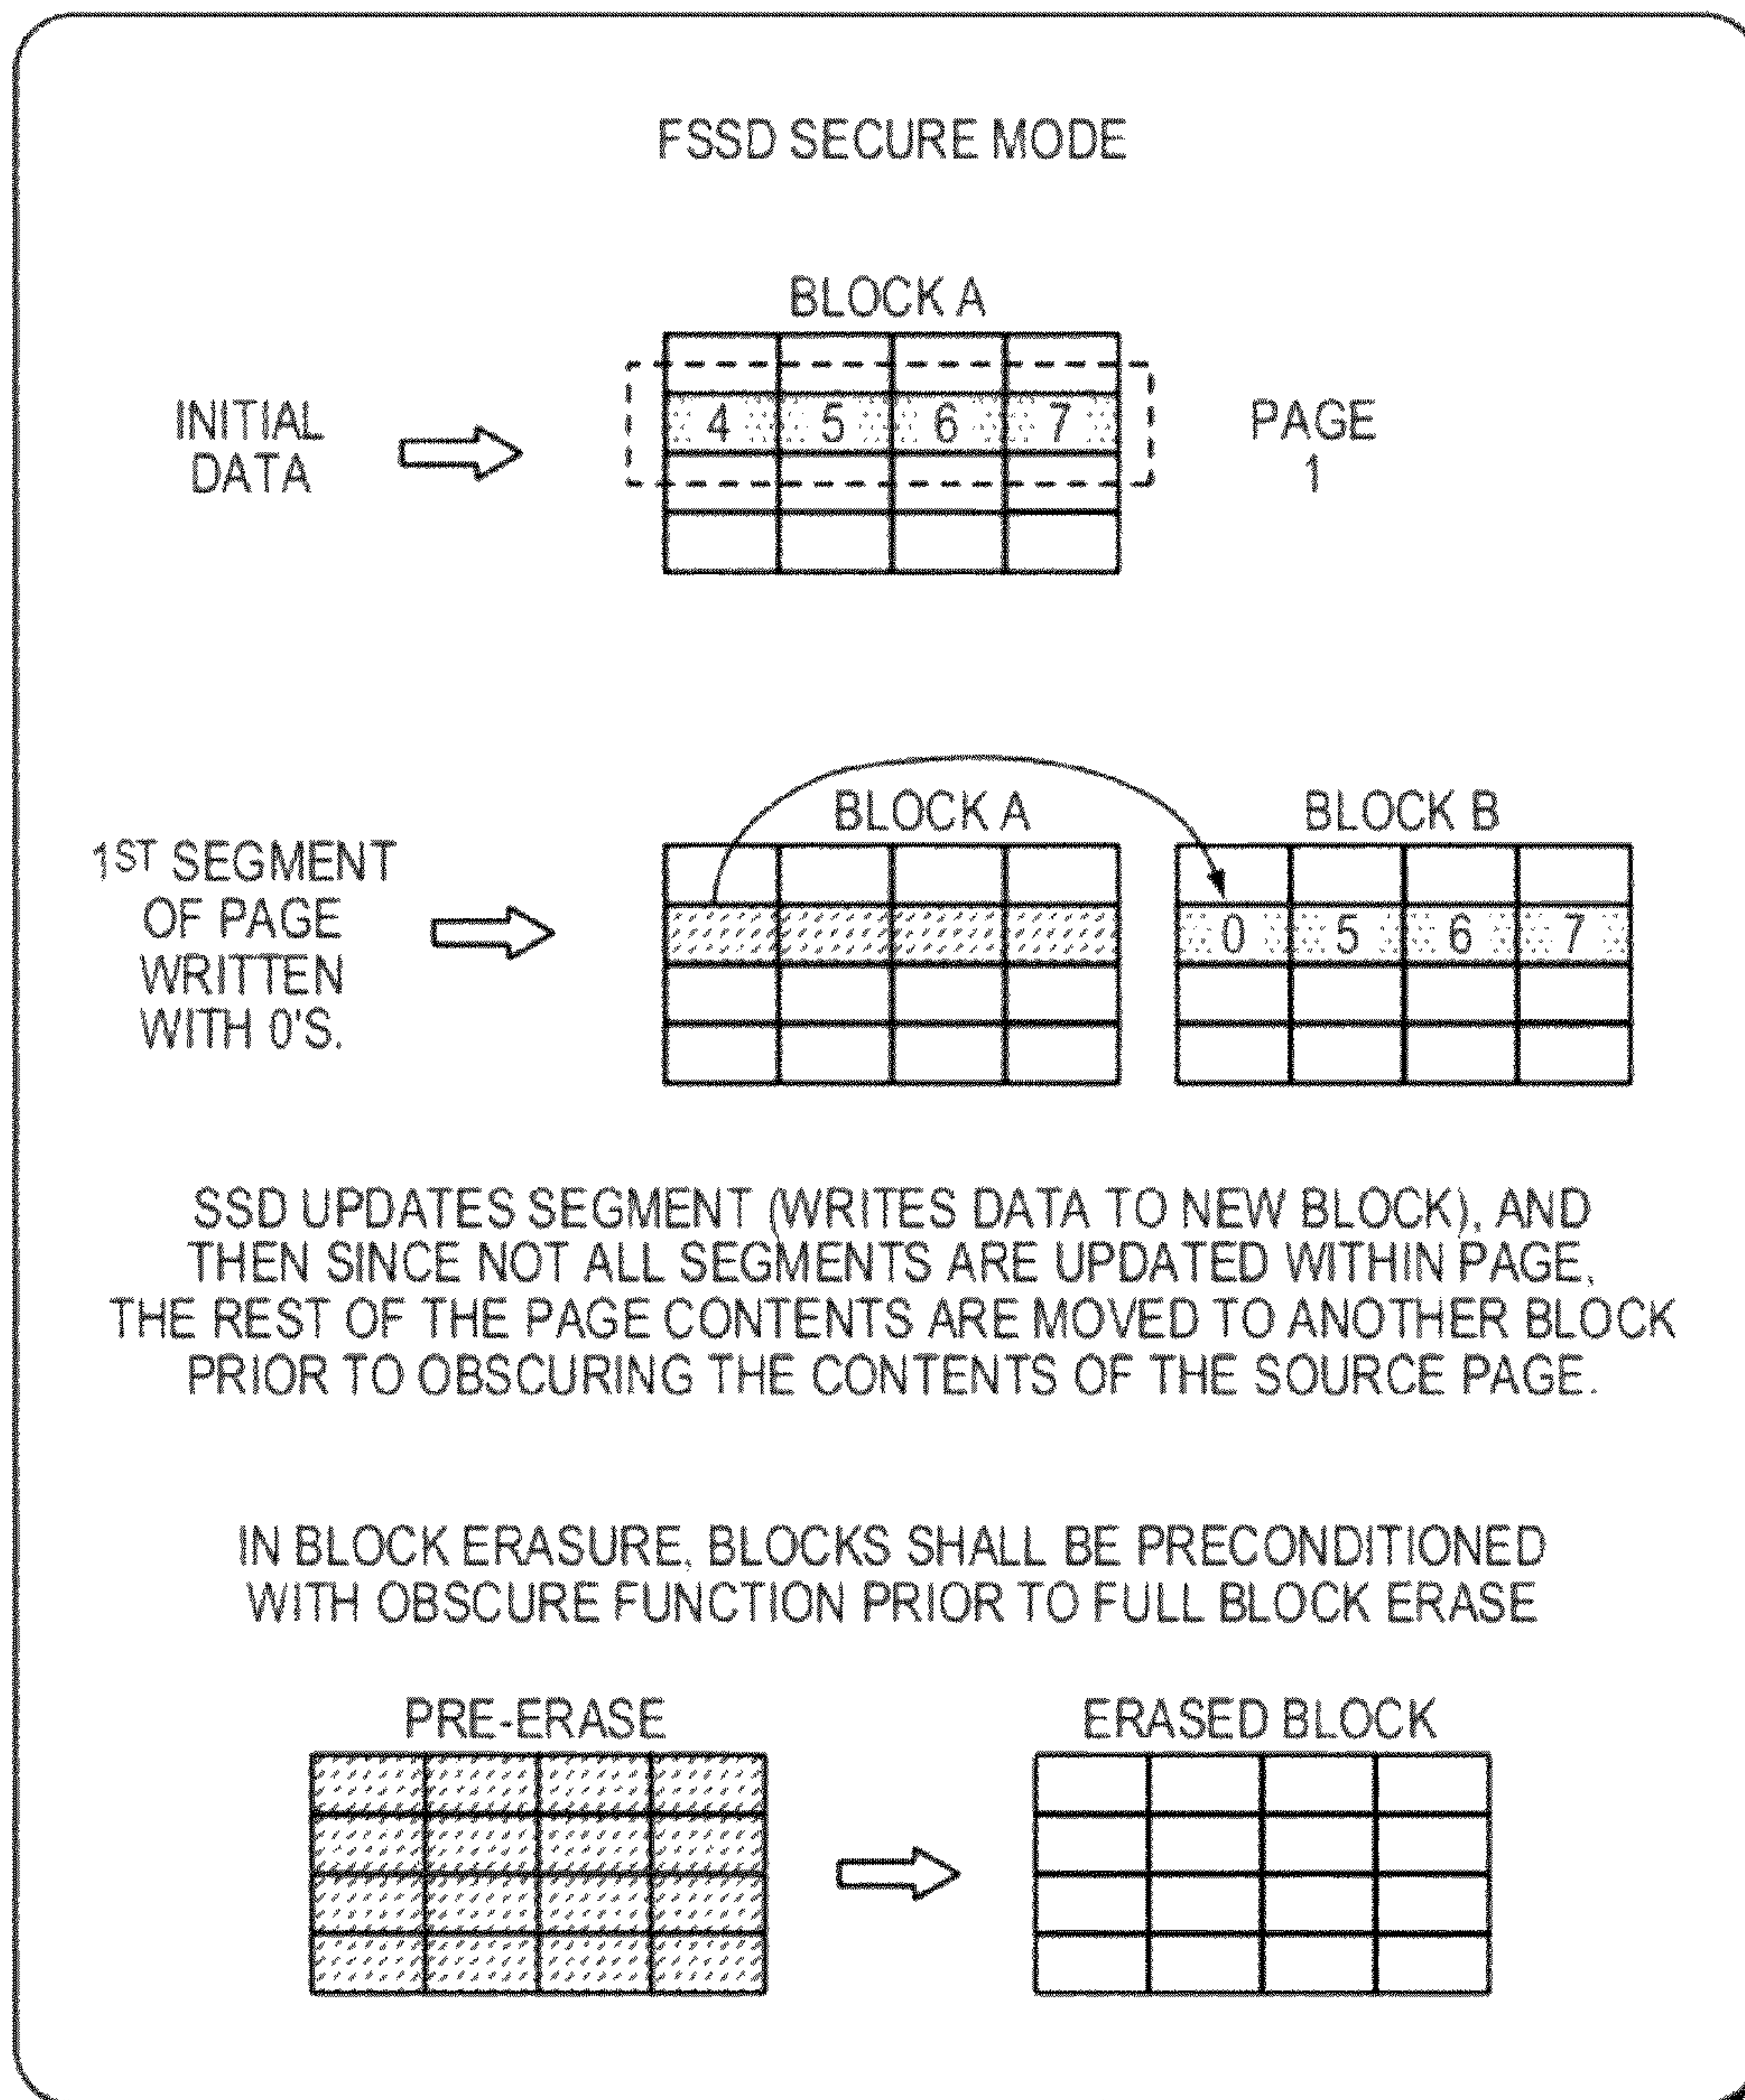 FSSD SECURE MODE
BLOCK A
INITIAL
DATA
4 5 6 7
PAGE
1
BLOCK A
BLOCK B
1ST SEGMENT
OF PAGE
WRITTEN
WITH 0'S.
0 5 6 7
SSD UPDATES SEGMENT (WRITES DATA TO NEW BLOCK), AND
THEN SINCE NOT ALL SEGMENTS ARE UPDATED WITHIN PAGE,
THE REST OF THE PAGE CONTENTS ARE MOVED TO ANOTHER BLOCK
PRIOR TO OBSCURING THE CONTENTS OF THE SOURCE PAGE.
IN BLOCK ERASURE, BLOCKS SHALL BE PRECONDITIONED
WITH OBSCURE FUNCTION PRIOR TO FULL BLOCK ERASE
PRE-ERASE
ERASED BLOCK